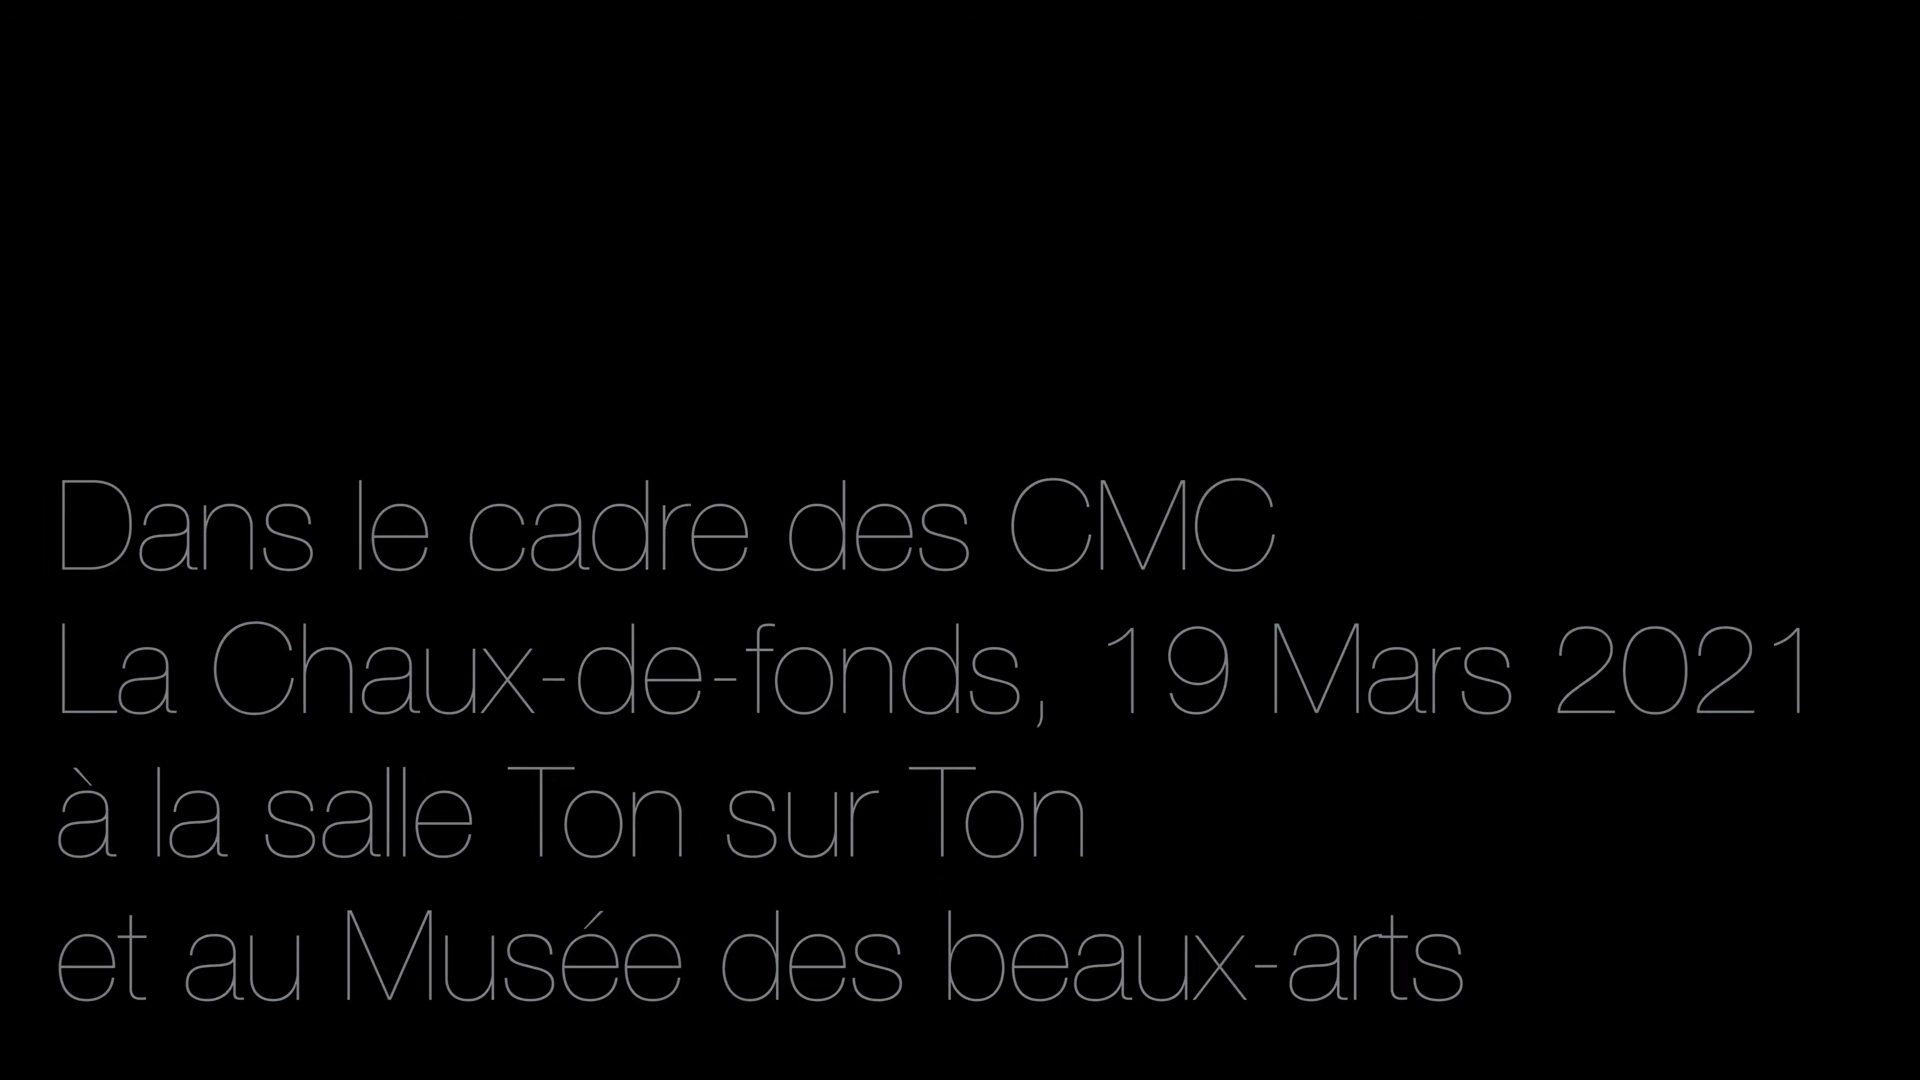 Dans le cadre des CMC
La Chaux-de-fonds, 19 Mars 2021
à la salle Ton sur Ton
et au Musée des beaux-arts